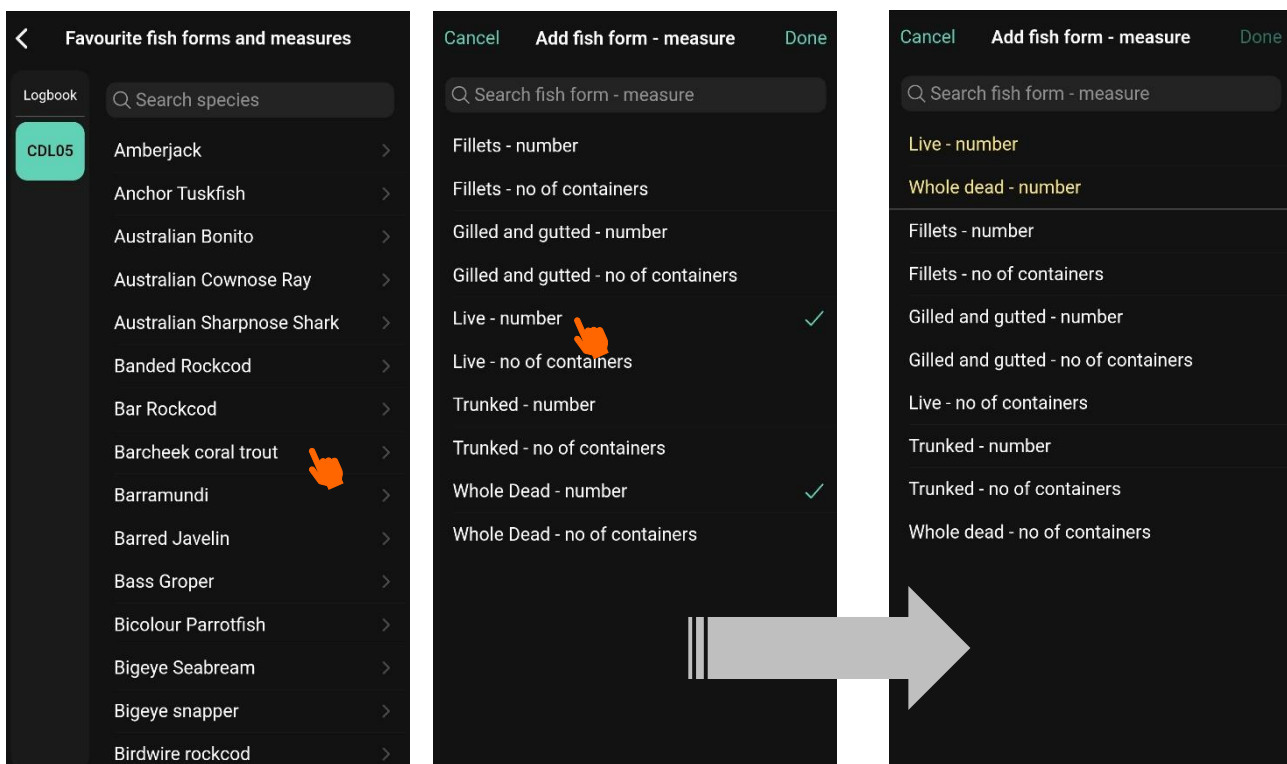 Favourite fish forms and measures
Logbook
CDL05
Search species
Amberjack
Anchor Tuskfish
Australian Bonito
Australian Cownose Ray
Australian Sharpnose Shark
Banded Rockcod
Bar Rockcod
Barcheek coral trout
Barramundi
Barred Javelin
Bass Groper
Bicolour Parrotfish
Bigeye Seabream
Bigeye snapper
Birdwire rockcod
Cancel Add fish form - measure Done
Search fish form - measure
Fillets - number
Fillets - no of containers
Gilled and gutted - number
Gilled and gutted - no of containers
Live - number
Live - no of containers
Trunked - number
Trunked - no of containers
Whole Dead - number
Whole Dead - no of containers
Cancel Add fish form - measure Done
Search fish form - measure
Live - number
Whole dead - number
Fillets - number
Fillets - no of containers
Gilled and gutted - number
Gilled and gutted - no of containers
Live - no of containers
Trunked - number
Trunked - no of containers
Whole dead - no of containers